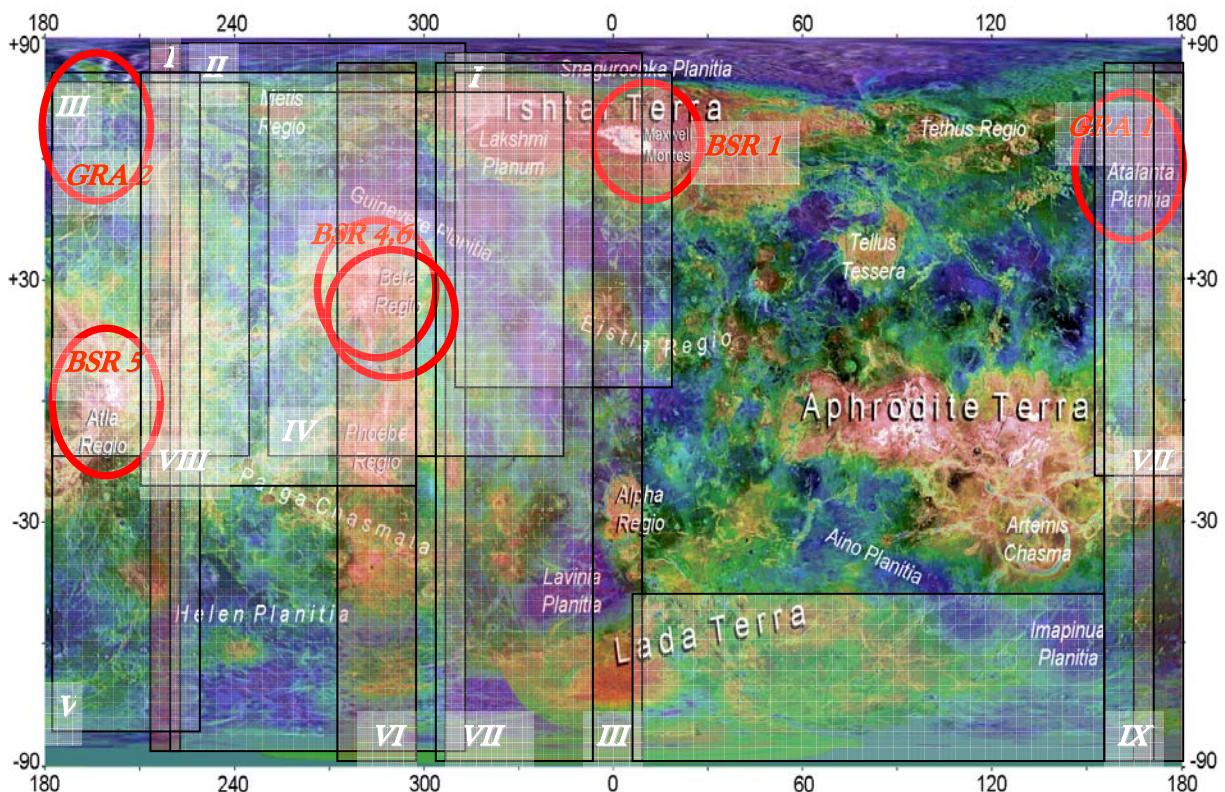 180 240 300 0 60 120 180
+90 +90
I
II
I
Snegurochka Planitia
III
Metis
Regio
Ishtar Terra
Lakshmi
Planum
Maxwell
Montes
BSR 1
Tethus Regio
GRA 1
GRA 2
Atalanta
Planitia
Guinevere Planitia
BSR 4,6
Tellus
Tessera
+30 +30
Beta
Regio
Eistla Regio
BSR 5
Atla
Regio
Aphrodite Terra
IV
Phoebe
Regio
VIII
VII
Parga Chasmata
-30 -30
Alpha
Regio
Artemis
Chasma
Aino Planitia
Lavinia
Planitia
Helen Planitia
Lada Terra
Imapinua
Planitia
V
VI
VII
III
IX
-90 -90
180 240 300 0 60 120 180